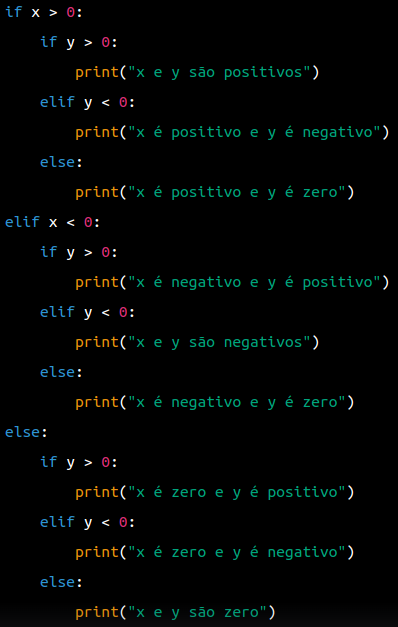 if x > 0:
    if y > 0:
        print("x e y são positivos")
    elif y < 0:
        print("x é positivo e y é negativo")
    else:
        print("x é positivo e y é zero")
elif x < 0:
    if y > 0:
        print("x é negativo e y é positivo")
    elif y < 0:
        print("x e y são negativos")
    else:
        print("x é negativo e y é zero")
else:
    if y > 0:
        print("x é zero e y é positivo")
    elif y < 0:
        print("x é zero e y é negativo")
    else:
        print("x e y são zero")